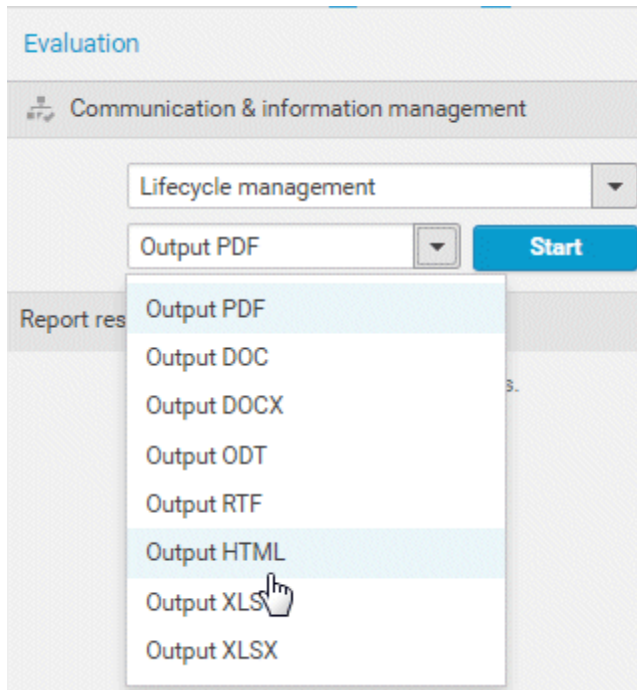 Evaluation
Communication & information management
Lifecycle management
Output PDF
Start
Output PDF
Report res
Output DOC
s.
Output DOCX
Output ODT
Output RTF
Output HTML
Output XLS
Output XLSX